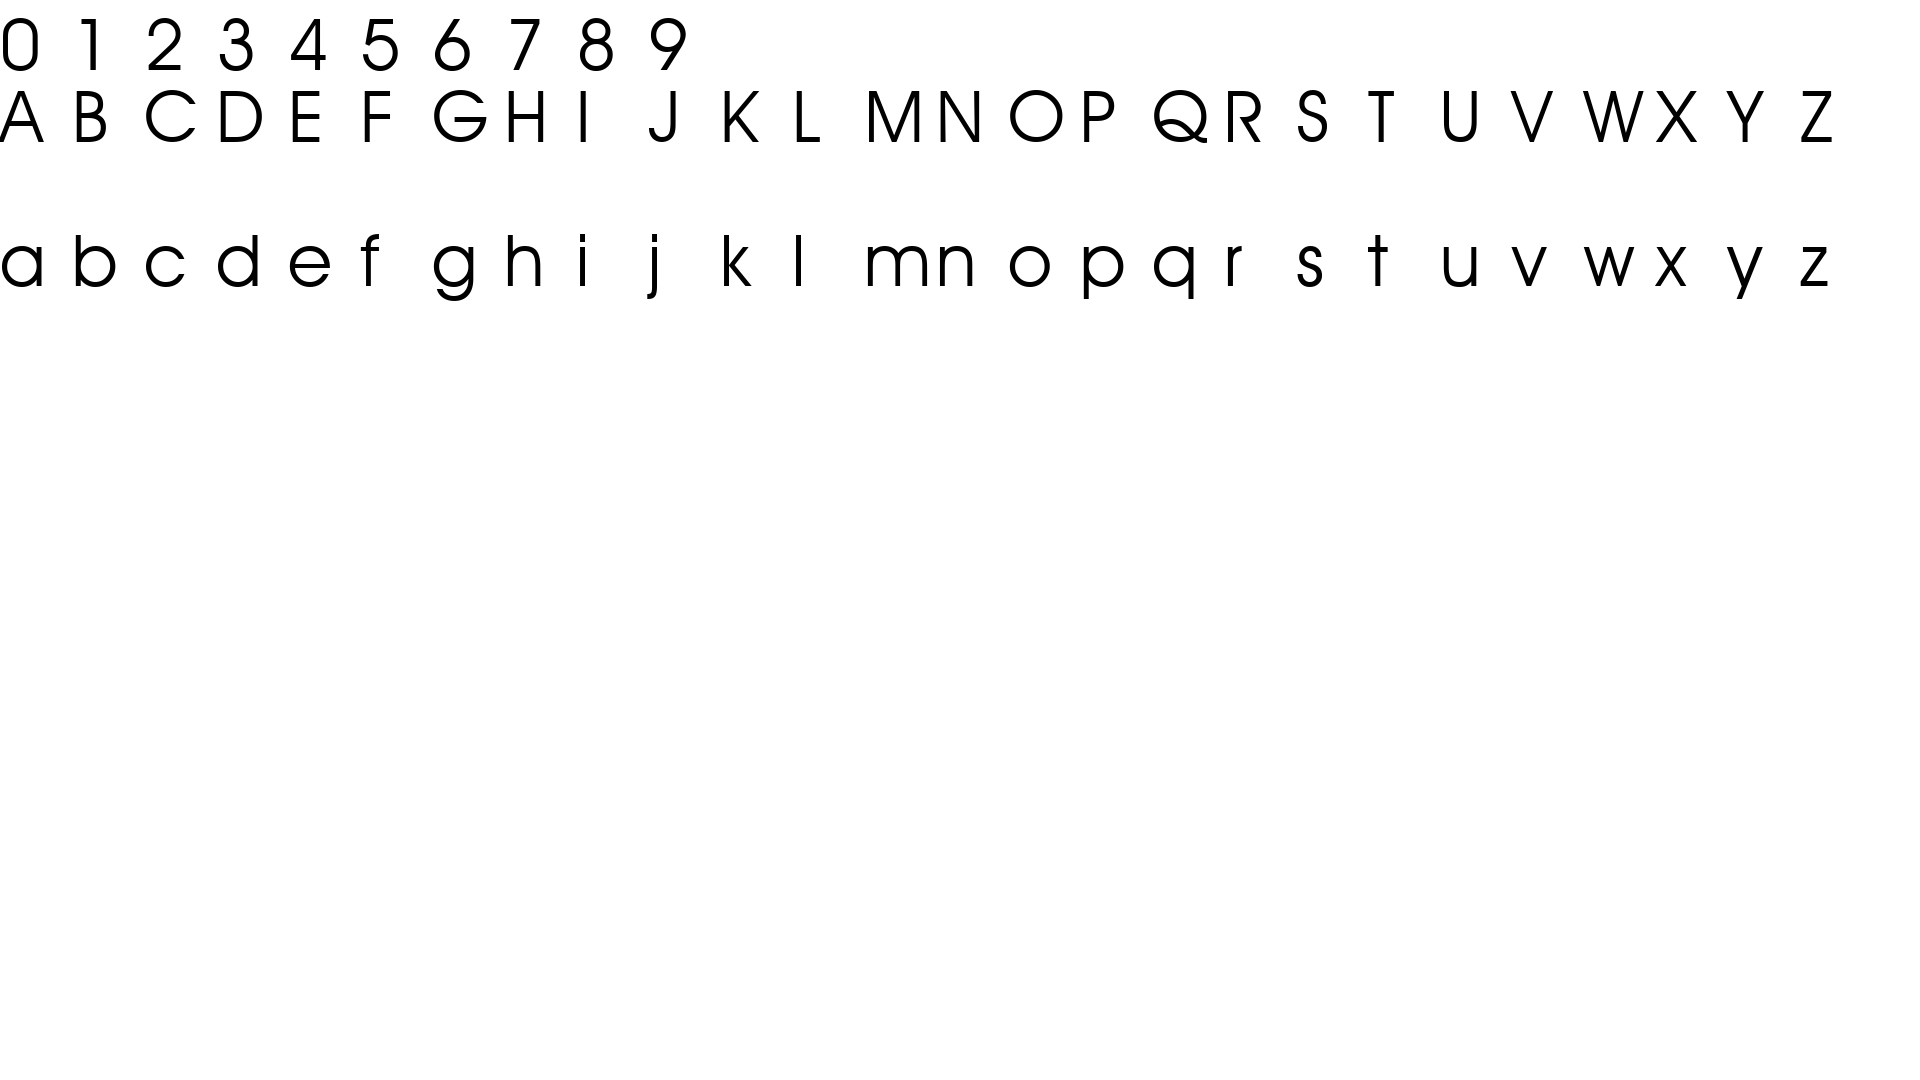 0 1 2 3 4 5 6 7 8 9
A B C D E F G H I J K L M N O P Q R S T U V W X Y Z
a b c d e f g h i j k l m n o p q r s t u v w x y z